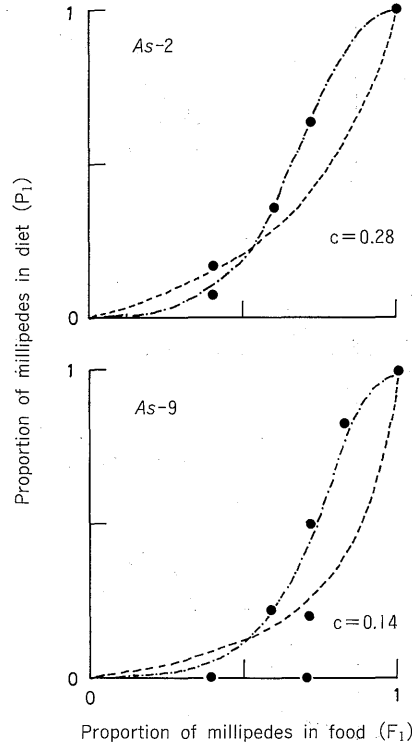 Proportion of millipedes in diet (P₁)
1
As-2
c=0.28
0
1
As-9
c=0.14
0
0
1
Proportion of millipedes in food (F₁)